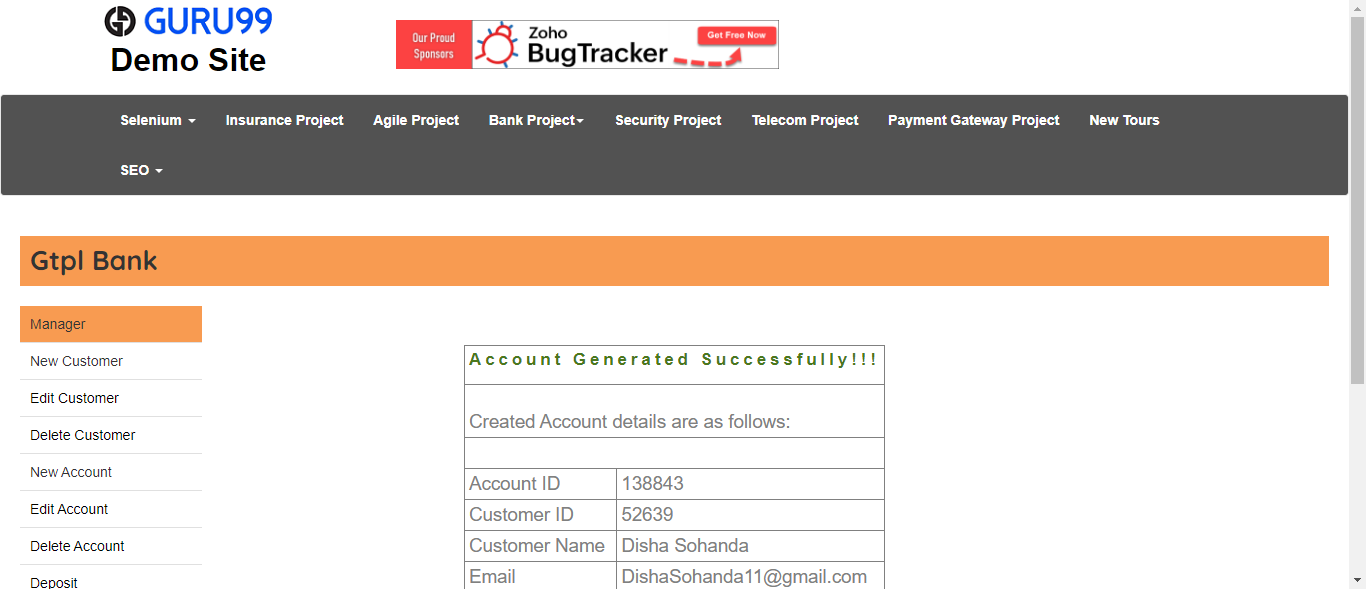 GURU99
Demo Site
Our Proud
Sponsors
Zoho
BugTracker
Get Free Now
Selenium Insurance Project Agile Project Bank Project Security Project Telecom Project Payment Gateway Project New Tours
SEO
Gtpl Bank
Manager
New Customer
Edit Customer
Delete Customer
New Account
Edit Account
Delete Account
Deposit
Account Generated Successfully!!!
Created Account details are as follows:
Account ID 138843
Customer ID 52639
Customer Name Disha Sohanda
Email DishaSohanda11@gmail.com